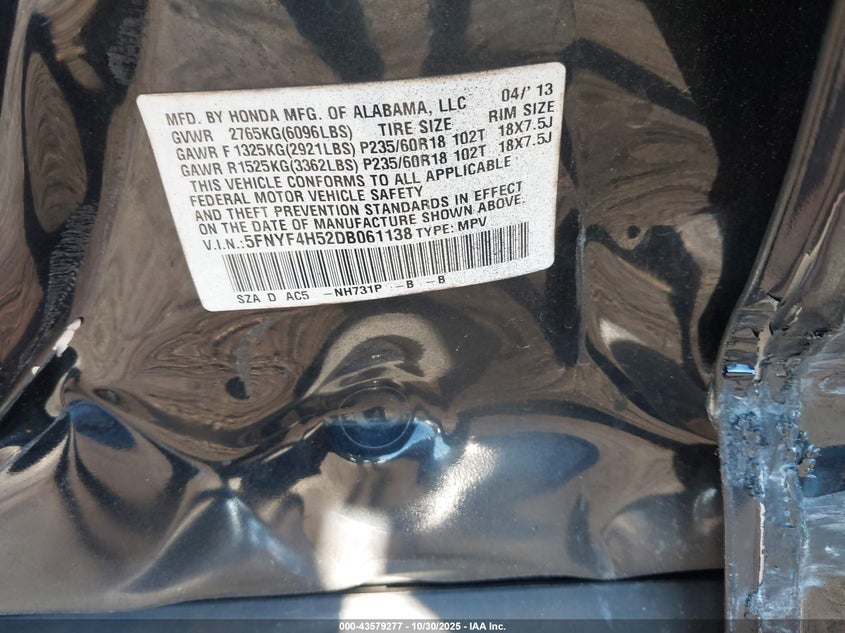 MFD. BY HONDA MFG. OF ALABAMA, LLC 04/' 13
GVWR 2765KG(6096LBS) TIRE SIZE RIM SIZE
GAWR F 1325KG(2921LBS) P235/60R18 102T 18X7.5J
GAWR R1525KG(3362LBS) P235/60R18 102T 18X7.5J
THIS VEHICLE CONFORMS TO ALL APPLICABLE
FEDERAL MOTOR VEHICLE SAFETY
AND THEFT PREVENTION STANDARDS IN EFFECT
ON THE DATE OF MANUFACTURE SHOWN ABOVE.
V.I.N.:5FNYF4H52DB061138 TYPE: MPV
SZA D AC5 -NH731P -B -B
000-43579277 - 10/30/2025 - IAA Inc.